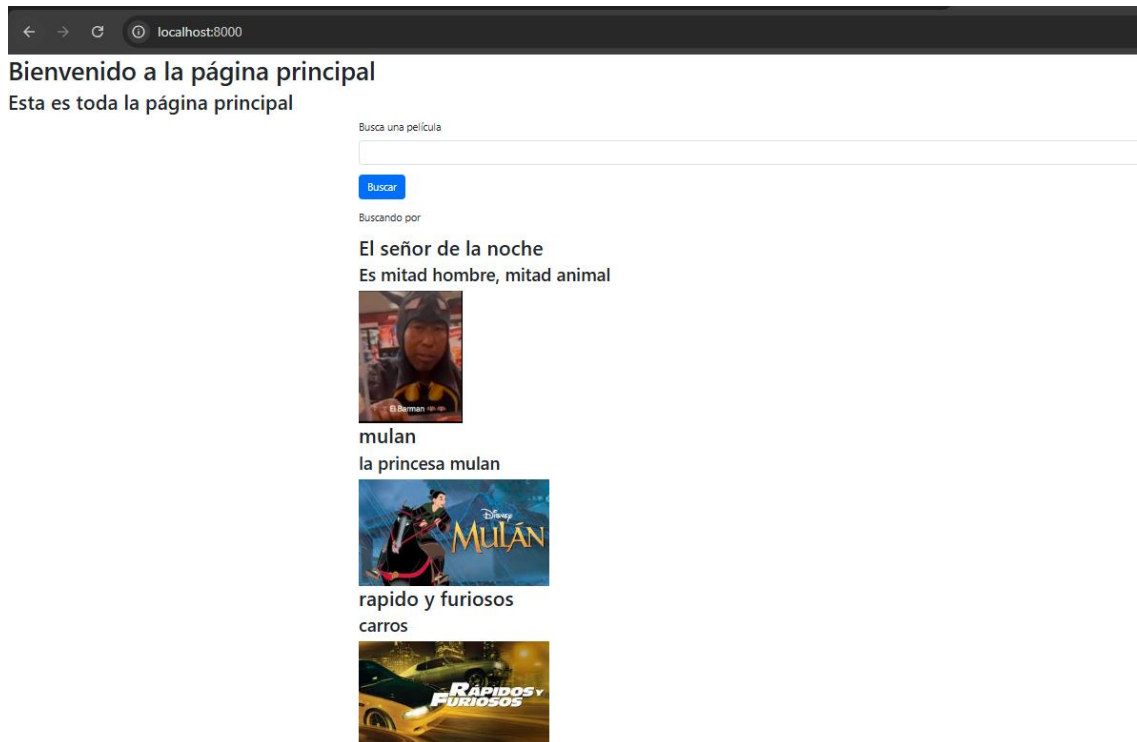 localhost:8000
Bienvenido a la página principal
Esta es toda la página principal
Busca una película
Buscar
Buscando por
El señor de la noche
Es mitad hombre, mitad animal
El Barman
mulan
la princesa mulan
Disney
MULÁN
rapido y furiosos
carros
RÁPIDOS Y
FURIOSOS